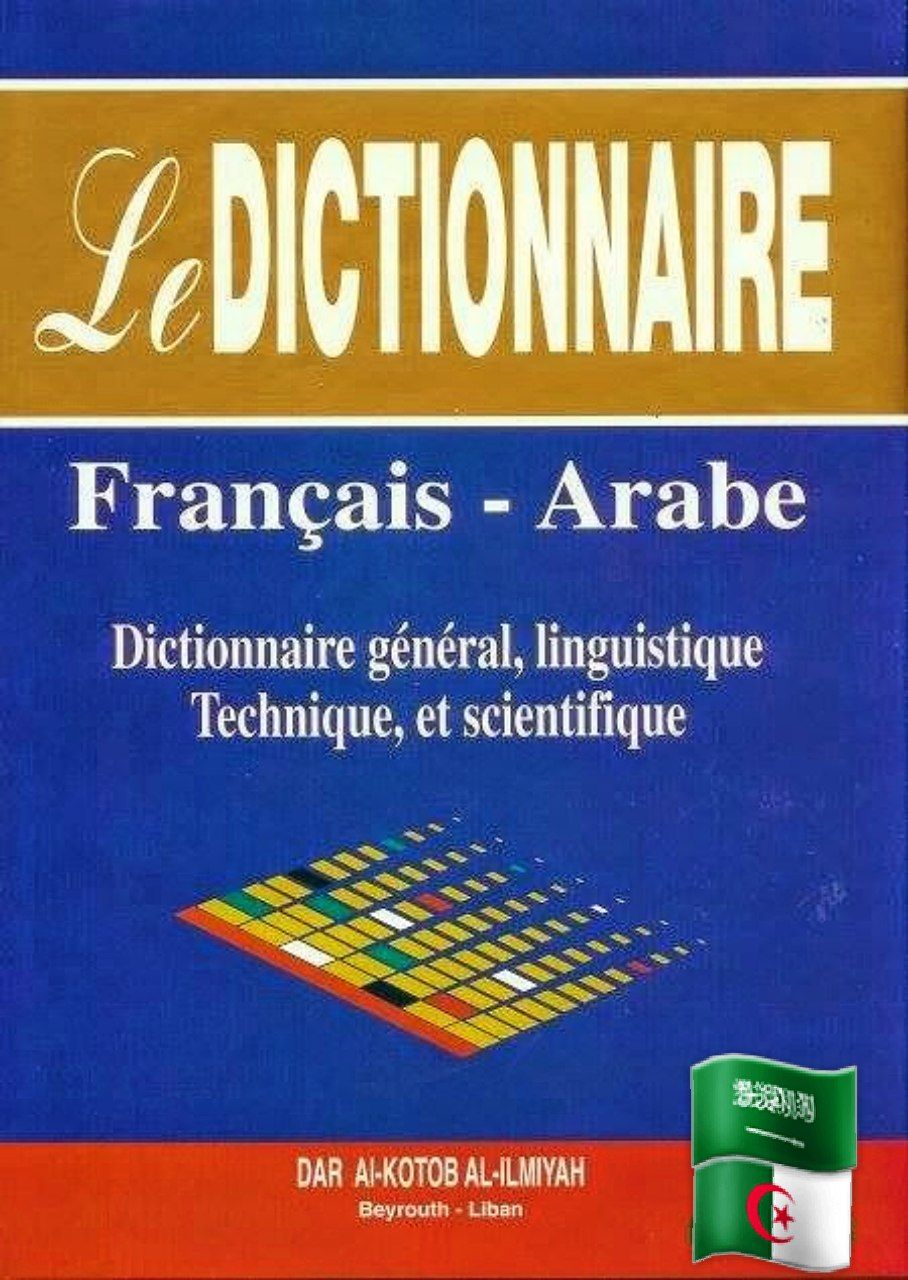 Le DICTIONNAIRE
Français - Arabe
Dictionnaire général, linguistique
Technique, et scientifique
DAR Al-KOTOB AL-ILMIYAH
Beyrouth - Liban